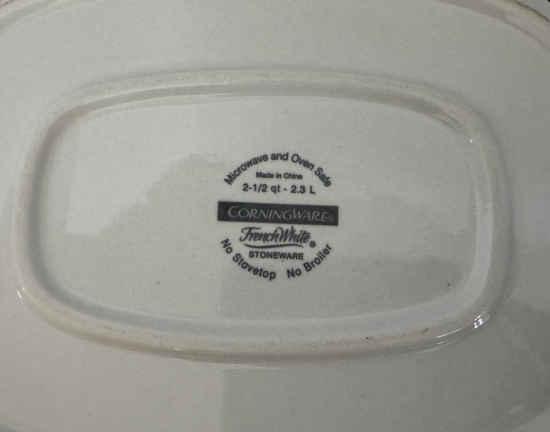 Microwave and Oven Safe
Made in China
2-1/2 qt - 2.3 L
CORNINGWARE®
French White®
STONEWARE
No Stovetop No Broiler